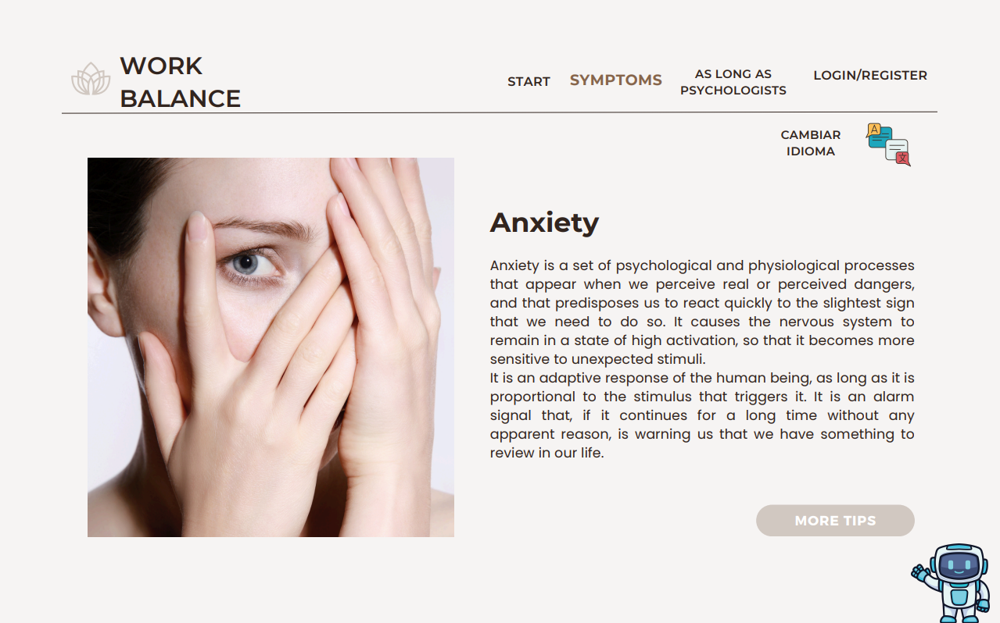 WORK
BALANCE
START
SYMPTOMS
AS LONG AS
PSYCHOLOGISTS
LOGIN/REGISTER
CAMBIAR
IDIOMA
A
文
Anxiety
Anxiety is a set of psychological and physiological processes
that appear when we perceive real or perceived dangers,
and that predisposes us to react quickly to the slightest sign
that we need to do so. It causes the nervous system to
remain in a state of high activation, so that it becomes more
sensitive to unexpected stimuli.
It is an adaptive response of the human being, as long as it is
proportional to the stimulus that triggers it. It is an alarm
signal that, if it continues for a long time without any
apparent reason, is warning us that we have something to
review in our life.
MORE TIPS